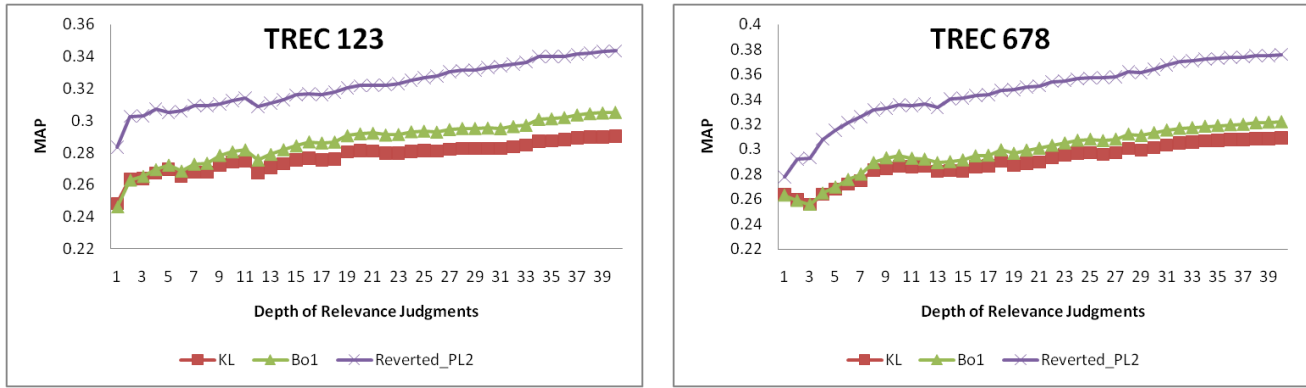 TREC 123
MAP
0.36
0.34
0.32
0.3
0.28
0.26
0.24
0.22
1 3 5 7 9 11 13 15 17 19 21 23 25 27 29 31 33 35 37 39
Depth of Relevance Judgments
KL Bo1 Reverted_PL2
TREC 678
MAP
0.4
0.38
0.36
0.34
0.32
0.3
0.28
0.26
0.24
0.22
1 3 5 7 9 11 13 15 17 19 21 23 25 27 29 31 33 35 37 39
Depth of Relevance Judgments
KL Bo1 Reverted_PL2